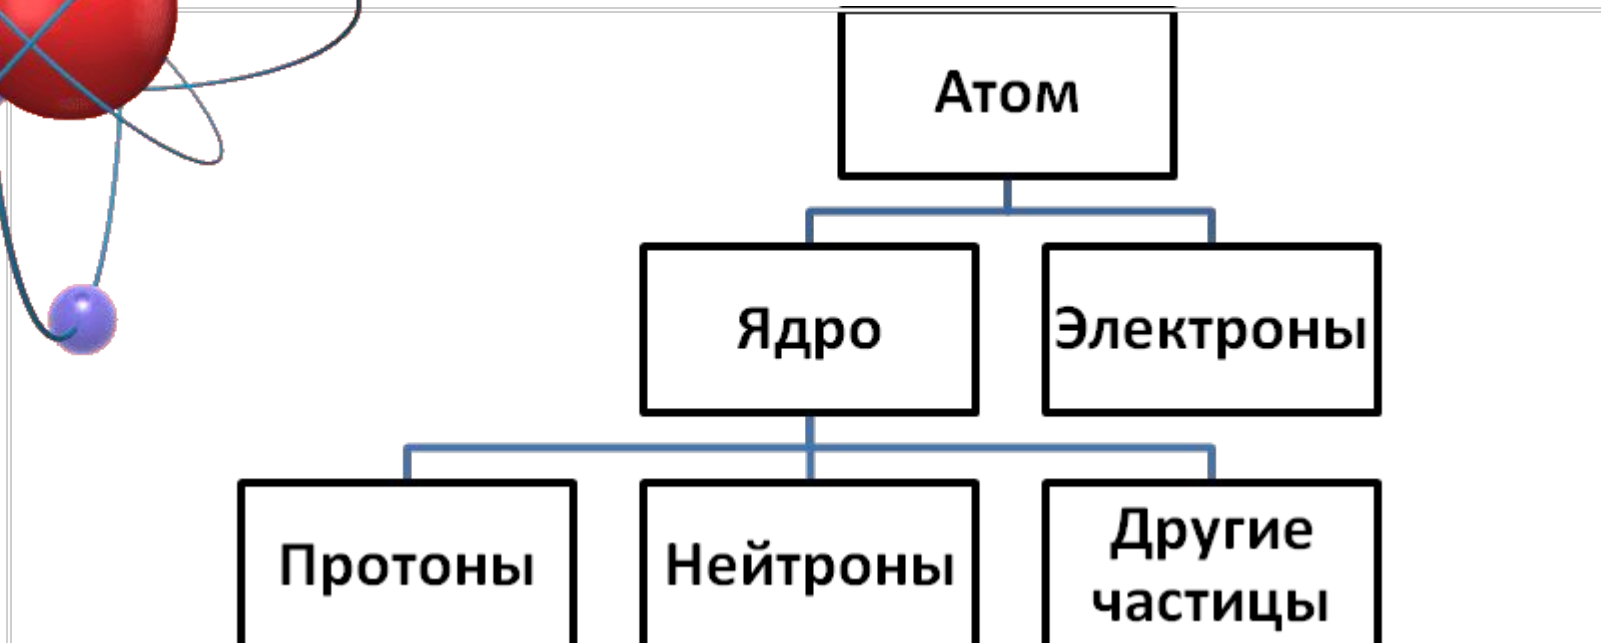 Атом
Ядро
Электроны
Протоны
Нейтроны
Другие
частицы